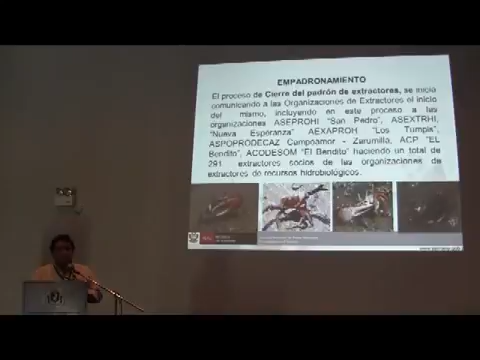 EMPADRONAMIENTO
El proceso de Cierre del padrón de extractores, se inicia
comunicando a las Organizaciones de Extractores el inicio
del mismo, incluyendo en este proceso a las
organizaciones ASEPROHI "San Pedro", ASEXTRHI,
"Nueva Esperanza" AEXAPROH "Los Tumpis",
ASPOPRODECAZ Campoamor - Zarumilla, ACP "EL
Bendito", ACODESOM "El Bendito" haciendo un total de
291 extractores socios de las organizaciones de
extractores de recursos hidrobiológicos.